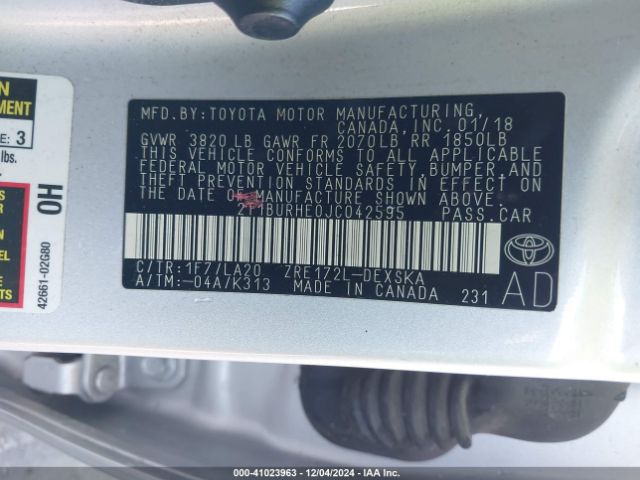 MFD.BY:TOYOTA MOTOR MANUFACTURING,
CANADA, INC. 01/18
GVWR 3820 LB GAWR FR 2070LB RR 1850LB
THIS VEHICLE CONFORMS TO ALL APPLICABLE
FEDERAL MOTOR VEHICLE SAFETY, BUMPER, AND
THEFT PREVENTION STANDARDS IN EFFECT ON
THE DATE OF MANUFACTURE SHOWN ABOVE.
2T1BURHE0JC042595 PASS.CAR
C/TR:1F7/LA20 ZRE172L-DEXSKA
A/TM:-04A/K313 MADE IN CANADA 231
AD
TOYOTA
3
lbs.
OH
42661-02G80
000-41023963 - 12/04/2024 - IAA Inc.